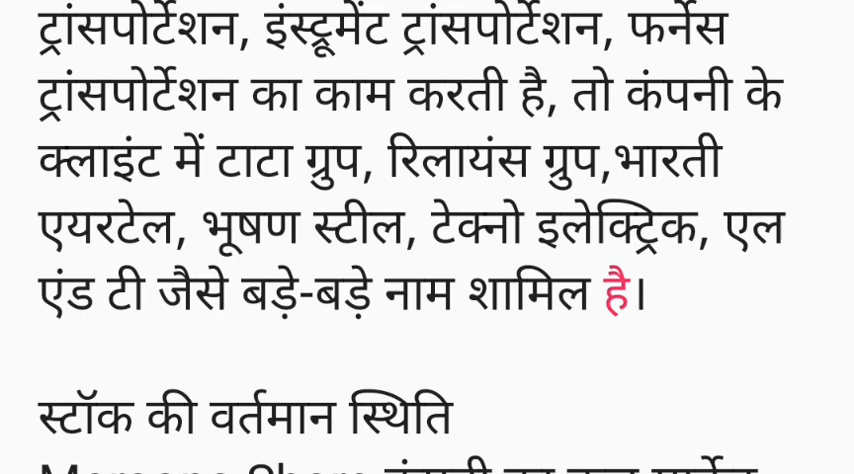 ट्रांसपोर्टेशन, इंस्ट्रूमेंट ट्रांसपोर्टेशन, फर्नेस
ट्रांसपोर्टेशन का काम करती है, तो कंपनी के
क्लाइंट में टाटा ग्रुप, रिलायंस ग्रुप,भारती
एयरटेल, भूषण स्टील, टेक्नो इलेक्ट्रिक, एल
एंड टी जैसे बड़े-बड़े नाम शामिल है।
स्टॉक की वर्तमान स्थिति